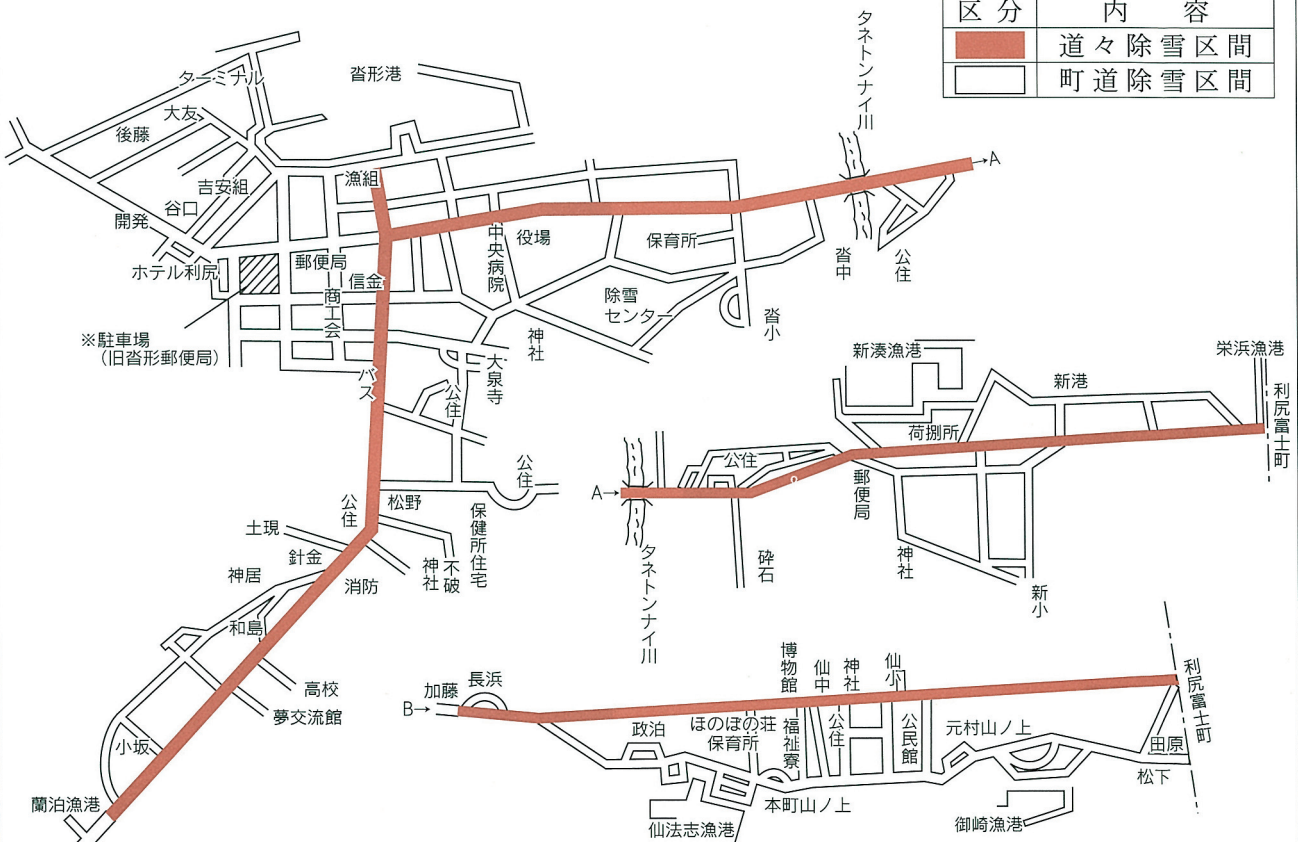 区分 内容
道々除雪区間
町道除雪区間
タネトンナイ川
ターミナル
沓形港
大友
後藤
吉安組
漁組
谷口
開発
→A
ホテル利尻
郵便局
信金
商工会
中央病院
役場
保育所
沓中
公住
除雪
センター
沓小
神社
※駐車場
(旧沓形郵便局)
バス
公住
大泉寺
公住
公住
松野
保健所住宅
土現
針金
消防
神社
不破
神居
和島
高校
夢交流館
小坂
蘭泊漁港
新湊漁港
新港
栄浜漁港
利尻富士町
荷捌所
公住
A→
郵便局
タネトンナイ川
砕石
神社
新小
加藤
長浜
B→
博物館
仙中
神社
仙小
利尻富士町
政泊
ほのぼの荘
保育所
福祉寮
公住
公民館
元村山ノ上
田原
松下
本町山ノ上
仙法志漁港
御崎漁港